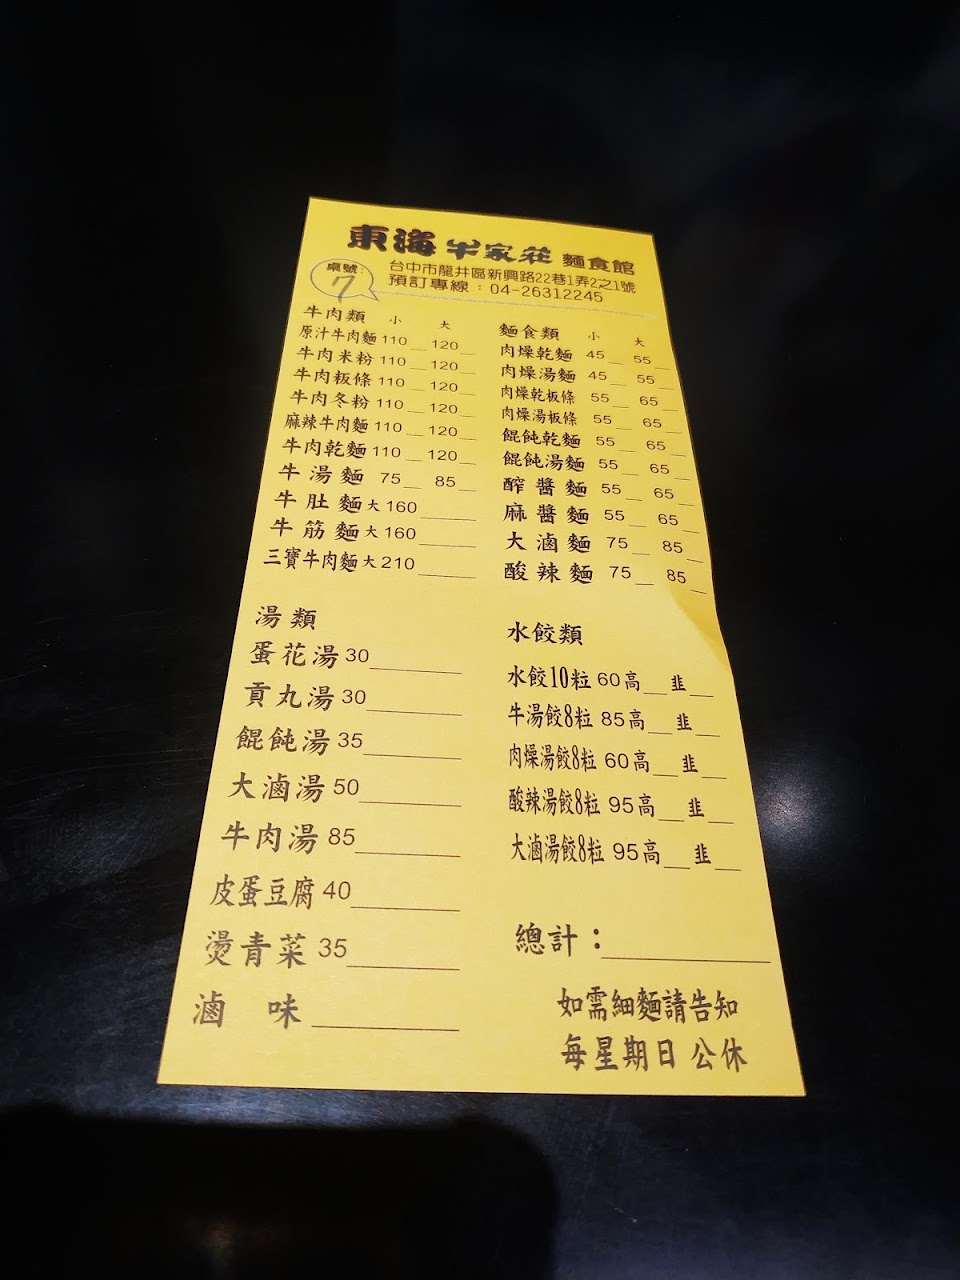 東海 牛家莊 麵食館
桌號: 7
台中市龍井區新興路22巷1弄2之1號
預訂專線：04-26312245
牛肉類 小 大
原汁牛肉麵 110 120
牛肉米粉 110 120
牛肉粄條 110 120
牛肉冬粉 110 120
麻辣牛肉麵 110 120
牛肉乾麵 110 120
牛湯麵 75 85
牛肚麵 大 160
牛筋麵 大 160
三寶牛肉麵 大 210
麵食類 小 大
肉燥乾麵 45 55
肉燥湯麵 45 55
肉燥乾板條 55 65
肉燥湯板條 55 65
餛飩乾麵 55 65
餛飩湯麵 55 65
醡醬麵 55 65
麻醬麵 55 65
大滷麵 75 85
酸辣麵 75 85
湯類
蛋花湯 30
貢丸湯 30
餛飩湯 35
大滷湯 50
牛肉湯 85
皮蛋豆腐 40
燙青菜 35
滷味
水餃類
水餃10粒 60 高 韭
牛湯餃8粒 85 高 韭
肉燥湯餃8粒 60 高 韭
酸辣湯餃8粒 95 高 韭
大滷湯餃8粒 95 高 韭
總計：
如需細麵請告知
每星期日 公休